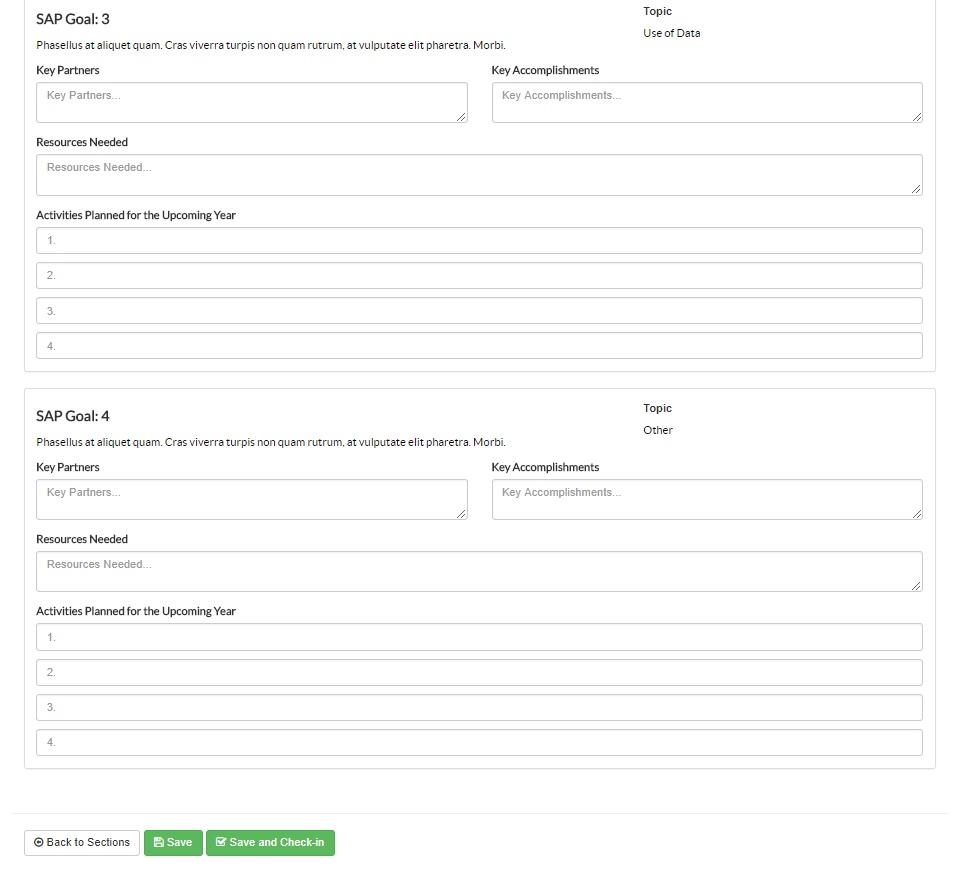 SAP Goal: 3
Topic
Use of Data
Phasellus at aliquet quam. Cras viverra turpis non quam rutrum, at vulputate elit pharetra. Morbi.
Key Partners
Key Accomplishments
Key Partners...
Key Accomplishments...
Resources Needed
Resources Needed...
Activities Planned for the Upcoming Year
1.
2.
3.
4.
SAP Goal: 4
Topic
Other
Phasellus at aliquet quam. Cras viverra turpis non quam rutrum, at vulputate elit pharetra. Morbi.
Key Partners
Key Accomplishments
Key Partners...
Key Accomplishments...
Resources Needed
Resources Needed...
Activities Planned for the Upcoming Year
1.
2.
3.
4.
Back to Sections
Save
Save and Check-in